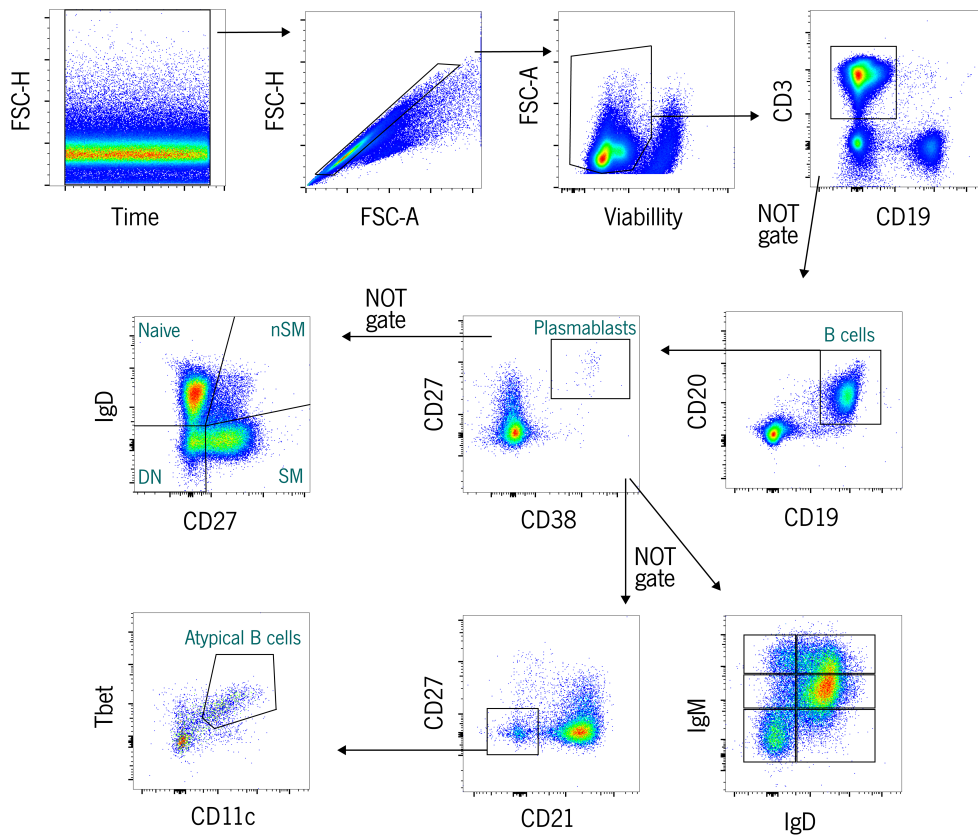 FSC-H
Time
FSC-H
FSC-A
FSC-A
Viabillity
CD3
CD19
NOT
gate
Naive
nSM
IgD
DN
SM
CD27
NOT
gate
Plasmablasts
CD27
CD38
B cells
CD20
CD19
NOT
gate
Atypical B cells
Tbet
CD11c
CD27
CD21
IgM
IgD